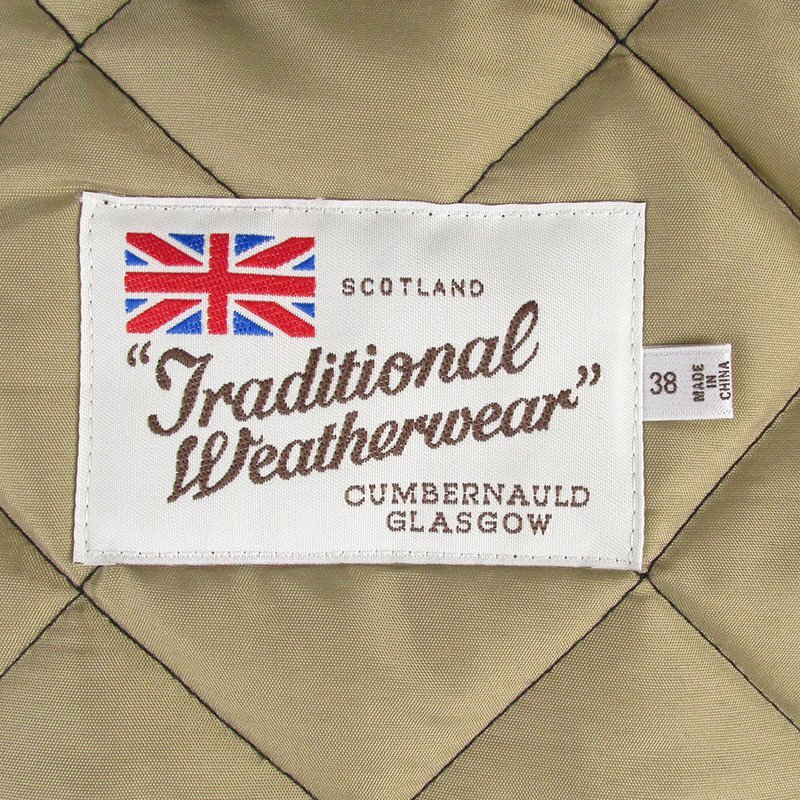 SCOTLAND
"Traditional
Weatherwear"
CUMBERNAULD
GLASGOW
38
MADE
IN
CHINA